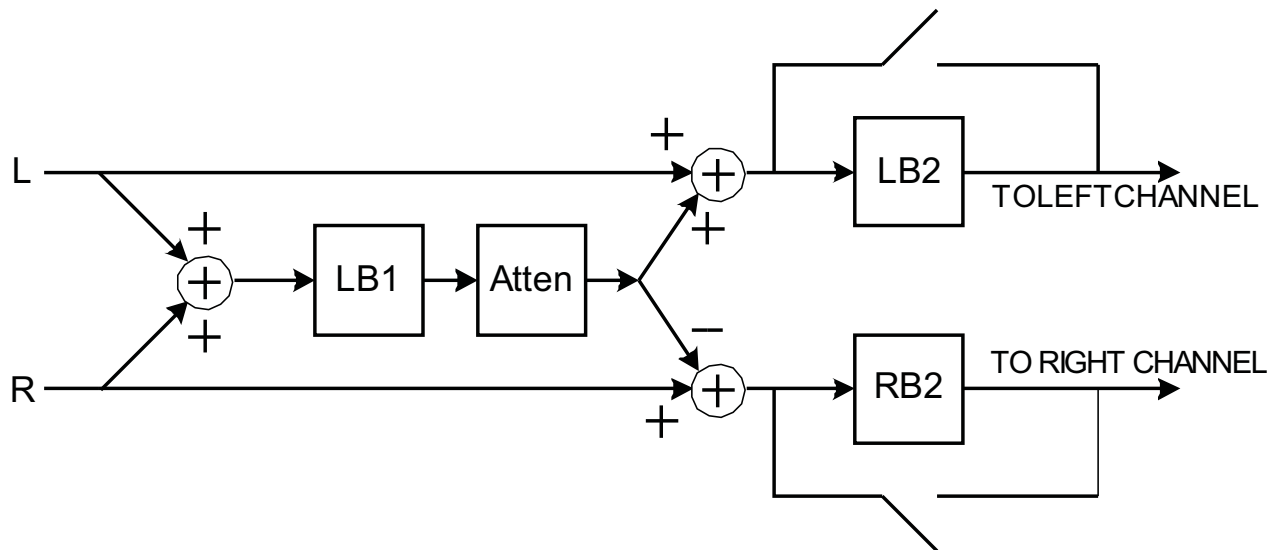 +
L
+
LB2
TOLEFTCHANNEL
+
+
LB1
Atten
+
+
–
TO RIGHT CHANNEL
R
+
RB2
+